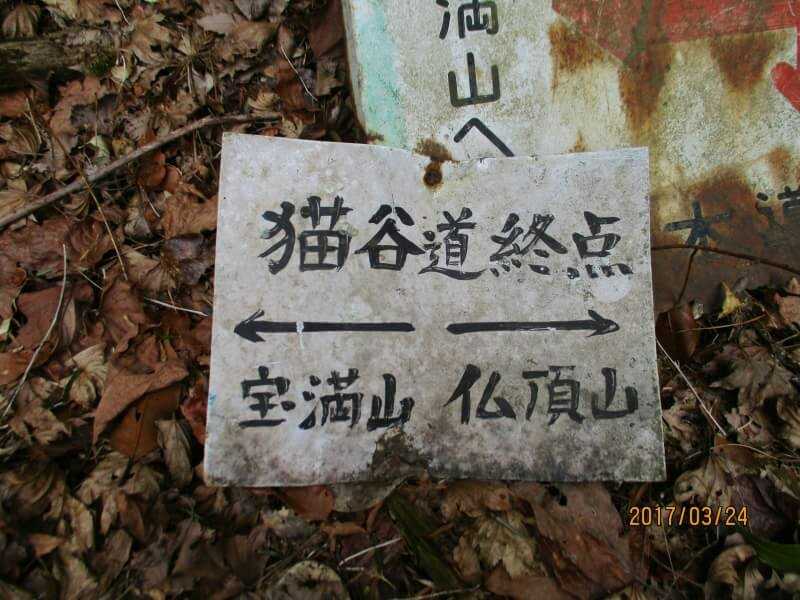 満山へ
猫谷道終点
← →
宝満山 仏頂山
2017/03/24